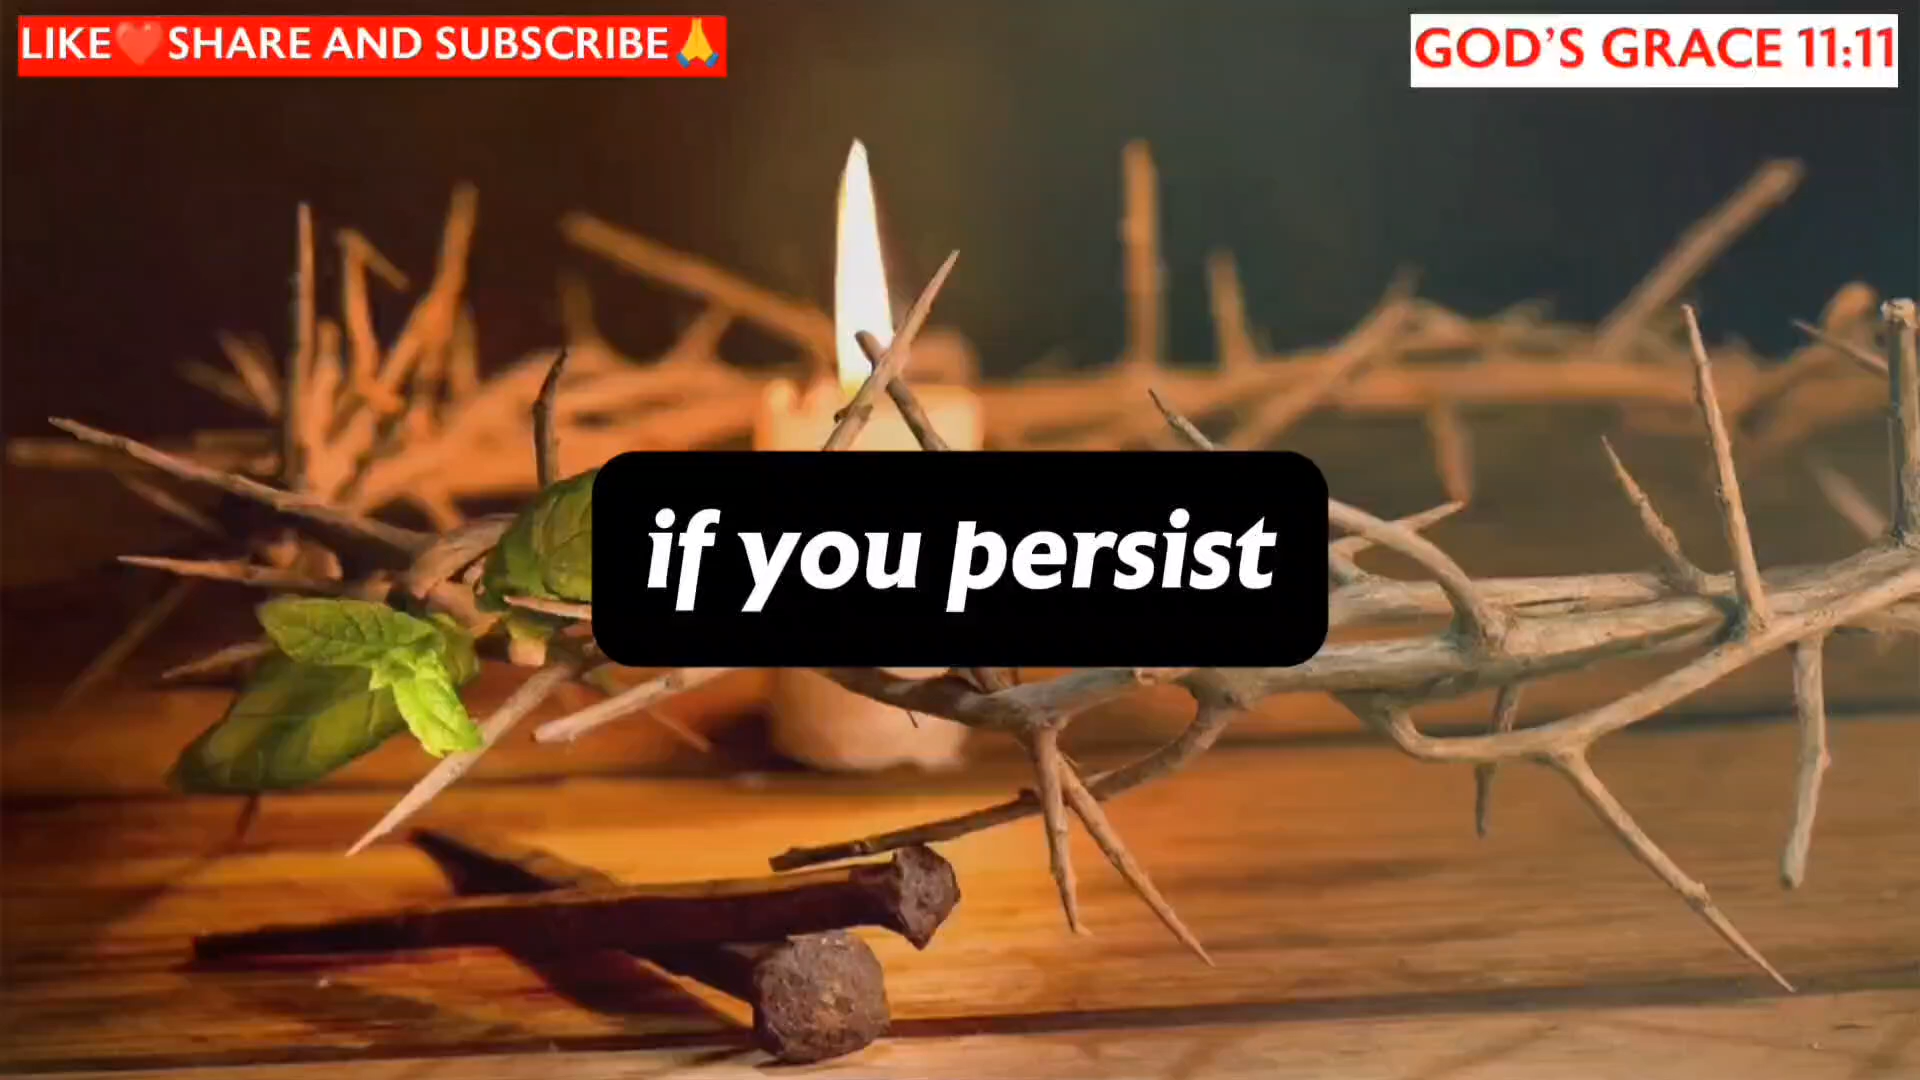 LIKE❤️SHARE AND SUBSCRIBE🙏
GOD'S GRACE 11:11
if you persist